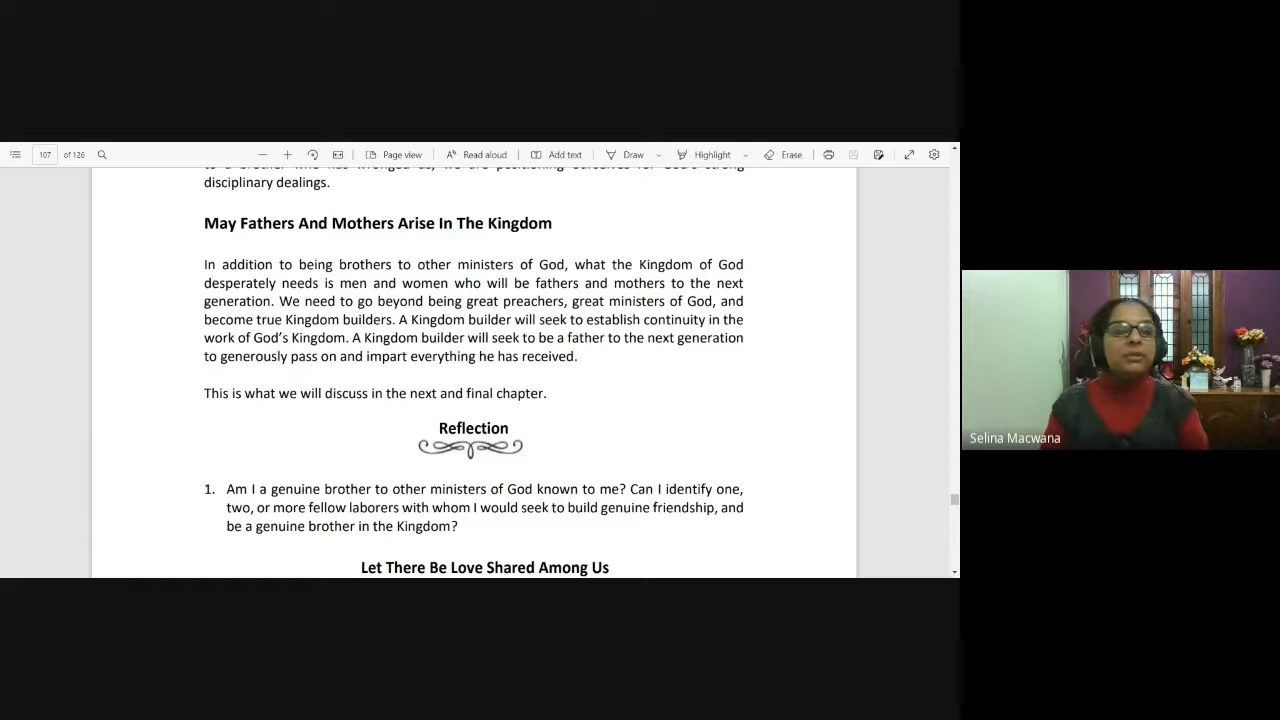 107 of 126
Page view
Read aloud
Add text
Draw
Highlight
Erase
disciplinary dealings.
May Fathers And Mothers Arise In The Kingdom
In addition to being brothers to other ministers of God, what the Kingdom of God
desperately needs is men and women who will be fathers and mothers to the next
generation. We need to go beyond being great preachers, great ministers of God, and
become true Kingdom builders. A Kingdom builder will seek to establish continuity in the
work of God's Kingdom. A Kingdom builder will seek to be a father to the next generation
to generously pass on and impart everything he has received.
This is what we will discuss in the next and final chapter.
Reflection
1. Am I a genuine brother to other ministers of God known to me? Can I identify one,
two, or more fellow laborers with whom I would seek to build genuine friendship, and
be a genuine brother in the Kingdom?
Let There Be Love Shared Among Us
Selina Macwana